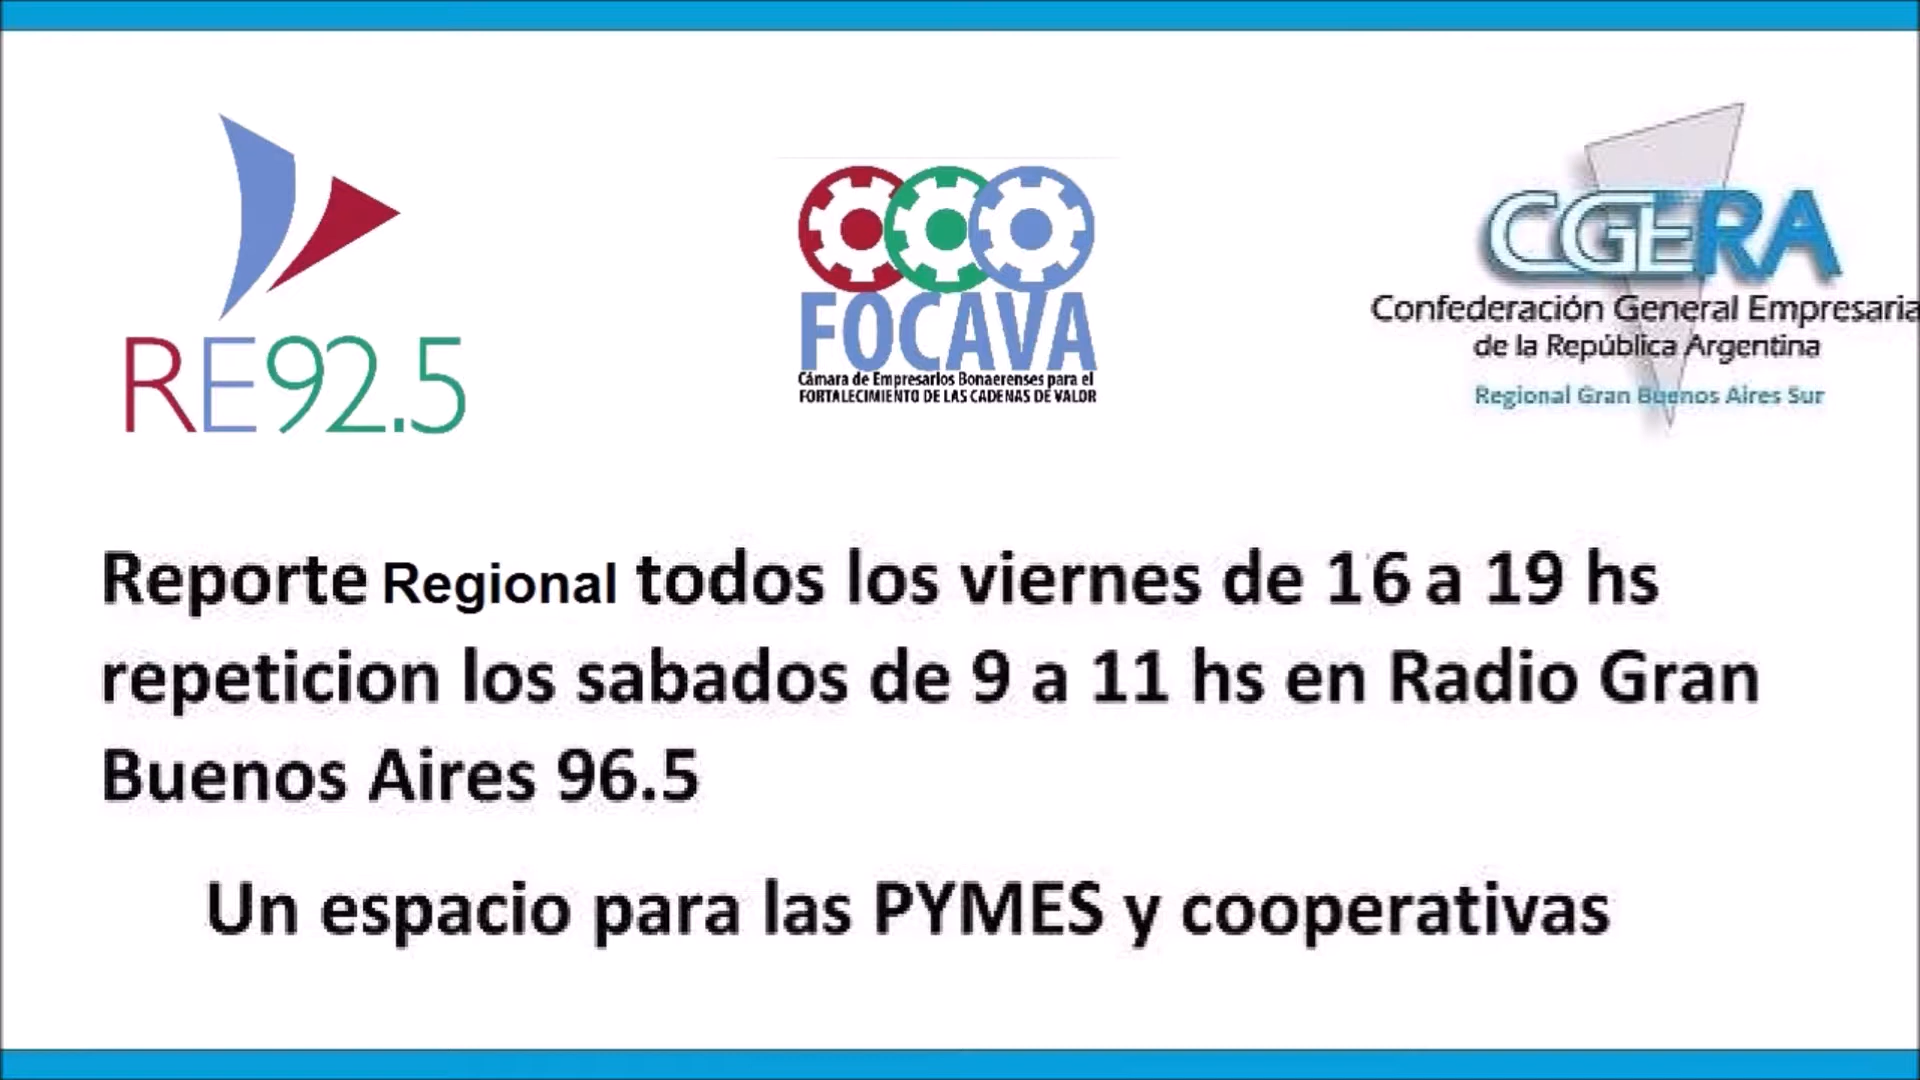 RE92.5
FOCAVA
Cámara de Empresarios Bonaerenses para el
FORTALECIMIENTO DE LAS CADENAS DE VALOR
CGERA
Confederación General Empresaria
de la República Argentina
Regional Gran Buenos Aires Sur
Reporte Regional todos los viernes de 16 a 19 hs
repeticion los sabados de 9 a 11 hs en Radio Gran
Buenos Aires 96.5
Un espacio para las PYMES y cooperativas